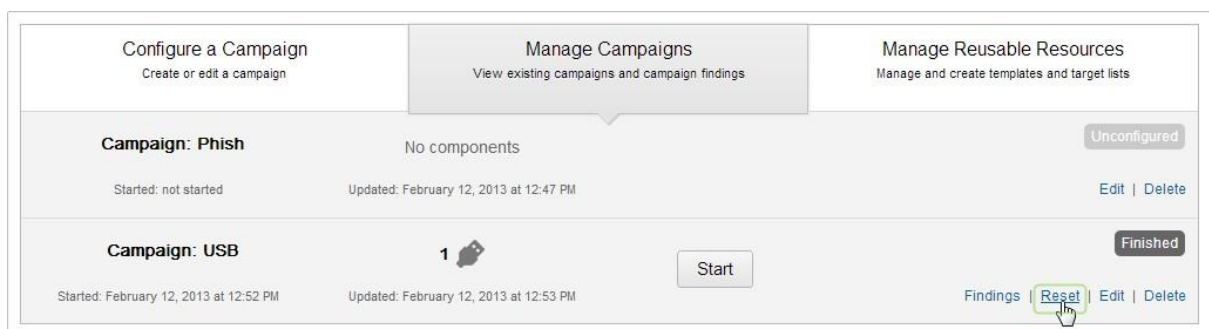 Configure a Campaign
Create or edit a campaign
Manage Campaigns
View existing campaigns and campaign findings
Manage Reusable Resources
Manage and create templates and target lists
Campaign: Phish
No components
Unconfigured
Started: not started
Updated: February 12, 2013 at 12:47 PM
Edit | Delete
Campaign: USB
1
Start
Finished
Started: February 12, 2013 at 12:52 PM
Updated: February 12, 2013 at 12:53 PM
Findings | Reset | Edit | Delete